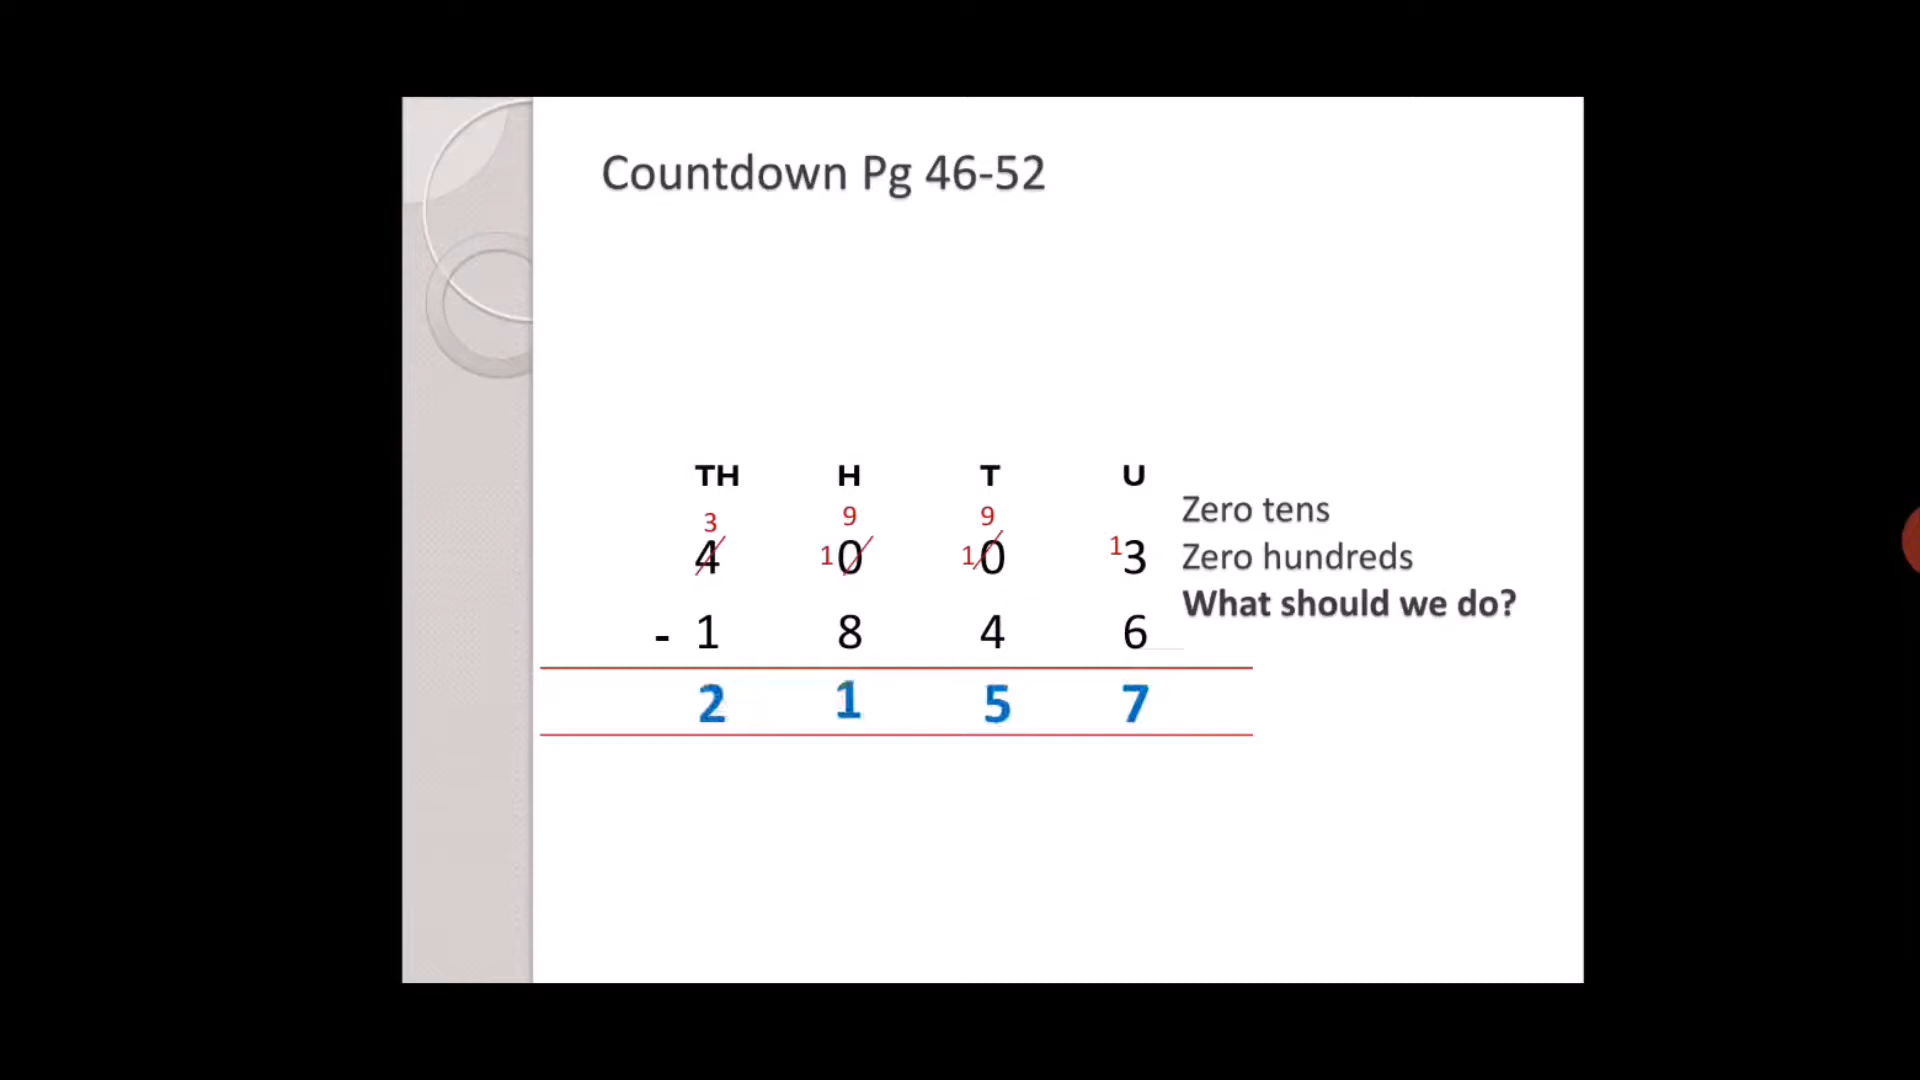 Countdown Pg 46-52
TH H T U
3 9 9
4 10 10 13
- 1 8 4 6
2 1 5 7
Zero tens
Zero hundreds
What should we do?